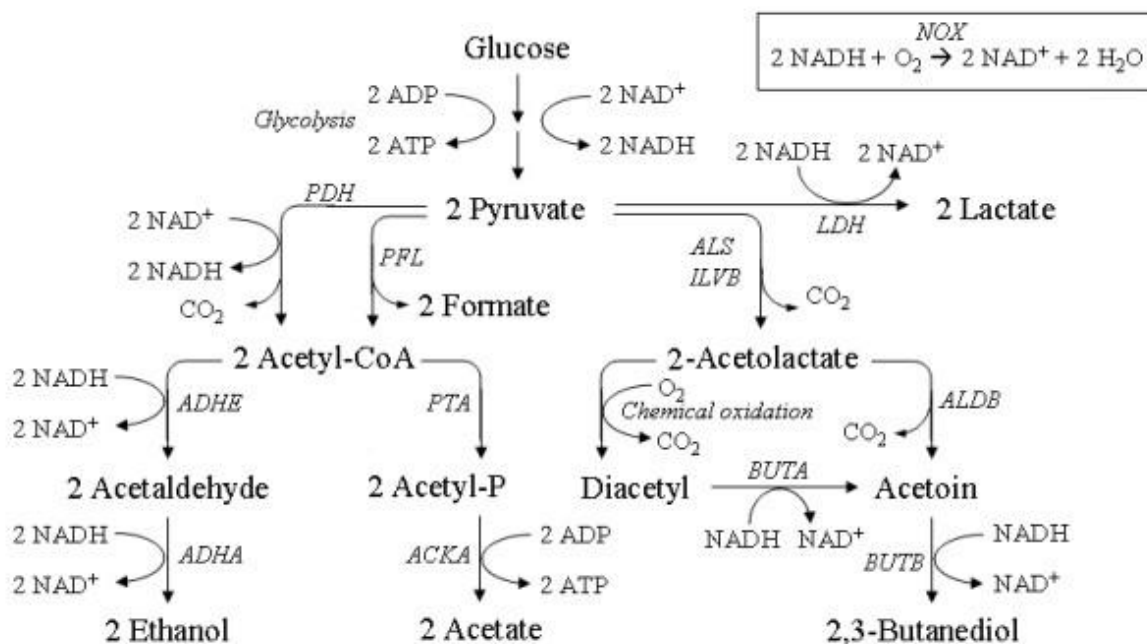 NOX
2 NADH + O₂ → 2 NAD⁺ + 2 H₂O
Glucose
2 ADP
2 NAD⁺
Glycolysis
2 ATP
2 NADH
2 NADH
2 NAD⁺
PDH
2 Pyruvate
2 Lactate
LDH
2 NAD⁺
2 NADH
CO₂
PFL
2 Formate
ALS
ILVB
CO₂
2 Acetyl-CoA
2-Acetolactate
2 NADH
ADHE
2 NAD⁺
PTA
O₂
Chemical oxidation
CO₂
ALDB
CO₂
2 Acetaldehyde
2 Acetyl-P
Diacetyl
BUTA
Acetoin
NADH
NAD⁺
2 NADH
ADHA
2 NAD⁺
ACKA
2 ADP
2 ATP
BUTB
NADH
NAD⁺
2 Ethanol
2 Acetate
2,3-Butanediol